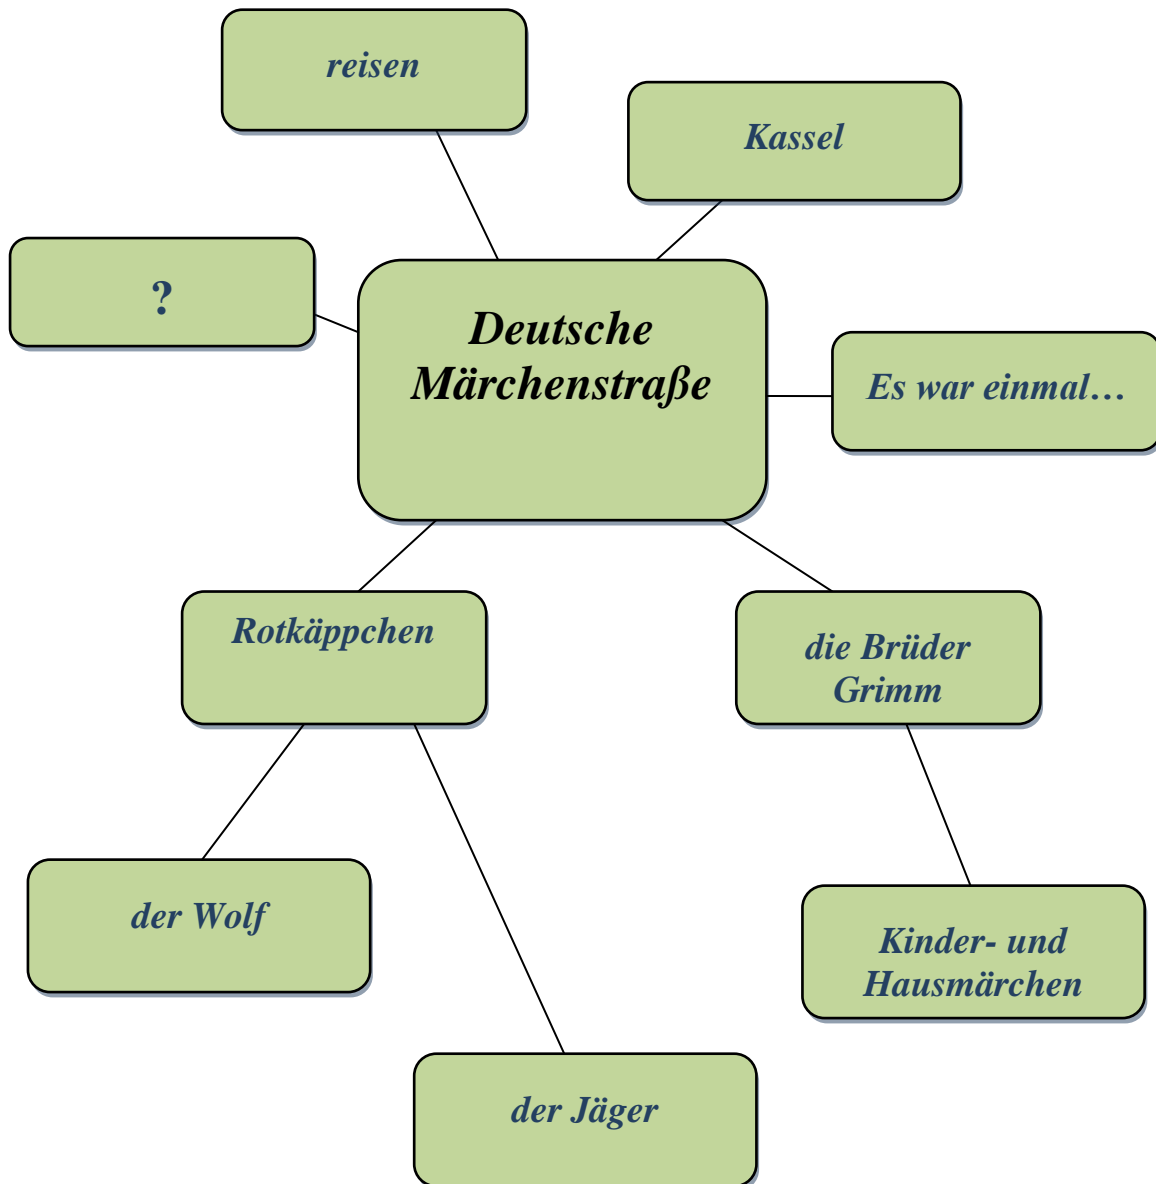 reisen
Kassel
?
Deutsche
Märchenstraße
Es war einmal…
Rotkäppchen
die Brüder
Grimm
der Wolf
Kinder- und
Hausmärchen
der Jäger